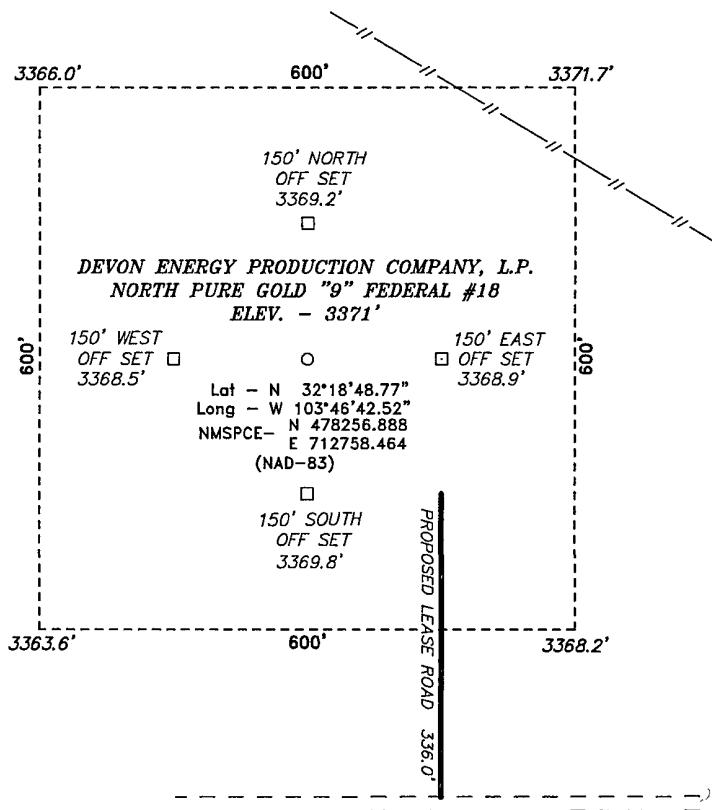 3366.0'
600'
3371.7'
150' NORTH
OFF SET
3369.2'
DEVON ENERGY PRODUCTION COMPANY, L.P.
NORTH PURE GOLD "9" FEDERAL #18
ELEV. - 3371'
600'
150' WEST
OFF SET
3368.5'
150' EAST
OFF SET
3368.9'
600'
Lat - N 32°18'48.77"
Long - W 103°46'42.52"
NMSPCE- N 478256.888
E 712758.464
(NAD-83)
150' SOUTH
OFF SET
3369.8'
PROPOSED LEASE ROAD 336.0'
3363.6'
600'
3368.2'